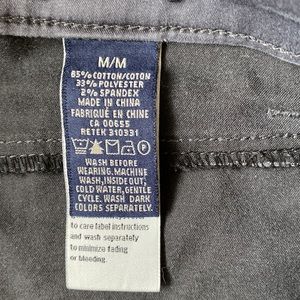 M/M
65% COTTON/COTON
33% POLYESTER
2% SPANDEX
MADE IN CHINA
FABRIQUÉ EN CHINE
CA 00655
RETEK 310331
WASH BEFORE
WEARING. MACHINE
WASH, INSIDE OUT,
COLD WATER, GENTLE
CYCLE. WASH DARK
COLORS SEPARATELY.
to care label instructions
and wash separately
to minimize fading
or bleeding.